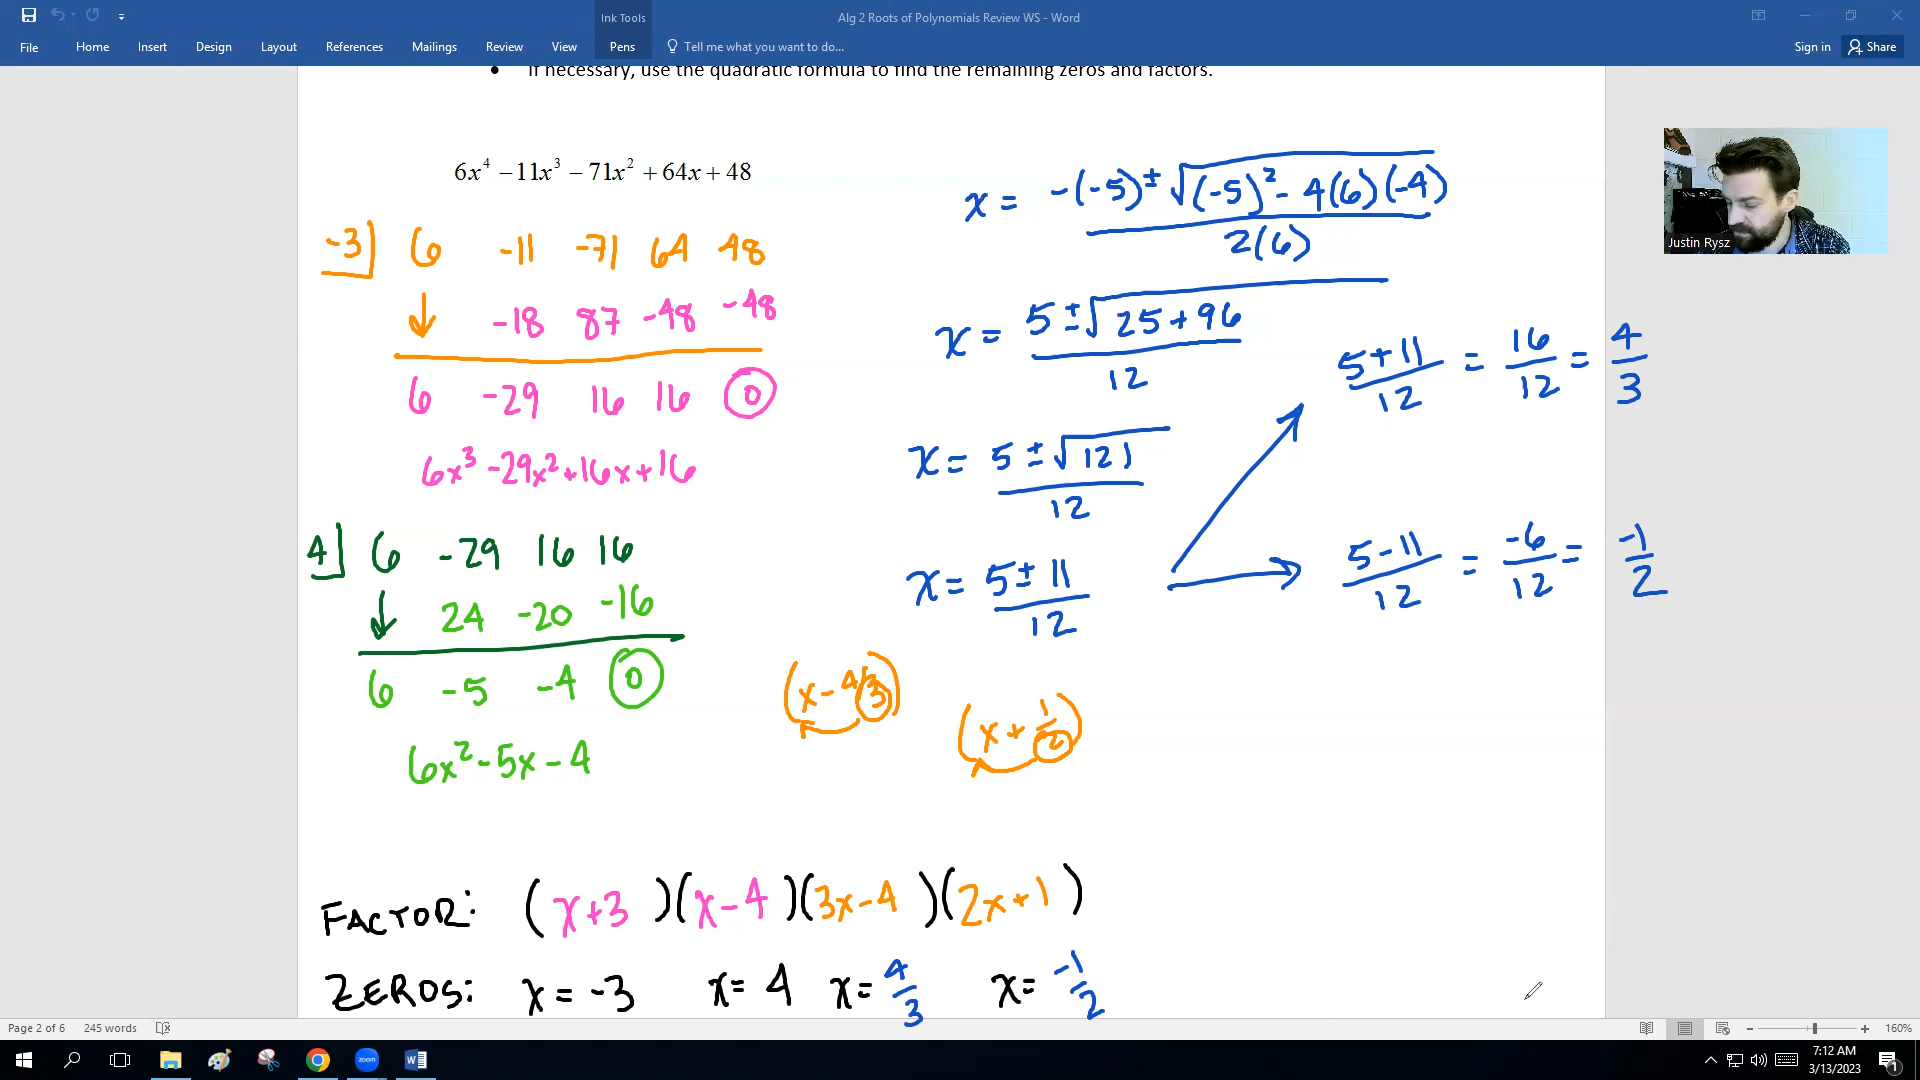 Ink Tools
Alg 2 Roots of Polynomials Review WS - Word
File Home Insert Design Layout References Mailings Review View Pens Tell me what you want to do... Sign in Share
• If necessary, use the quadratic formula to find the remaining zeros and factors.
6x⁴ − 11x³ − 71x² + 64x + 48
-3| 6 -11 -71 64 48
↓ -18 87 -48 -48
6 -29 16 16 0
6x³ -29x² +16x+16
4| 6 -29 16 16
↓ 24 -20 -16
6 -5 -4 0
6x² -5x -4
x = (-(-5) ± √((-5)² - 4(6)(-4))) / 2(6)
x = (5 ± √(25+96)) / 12
x = (5 ± √121) / 12
x = (5 ± 11) / 12
(5+11)/12 = 16/12 = 4/3
(5-11)/12 = -6/12 = -1/2
(x - 4/3)
(x + 1/2)
FACTOR: (x+3)(x-4)(3x-4)(2x+1)
ZEROS: x = -3 x = 4 x = 4/3 x = -1/2
Justin Rysz
Page 2 of 6 245 words 160%
zoom
7:12 AM
3/13/2023
1